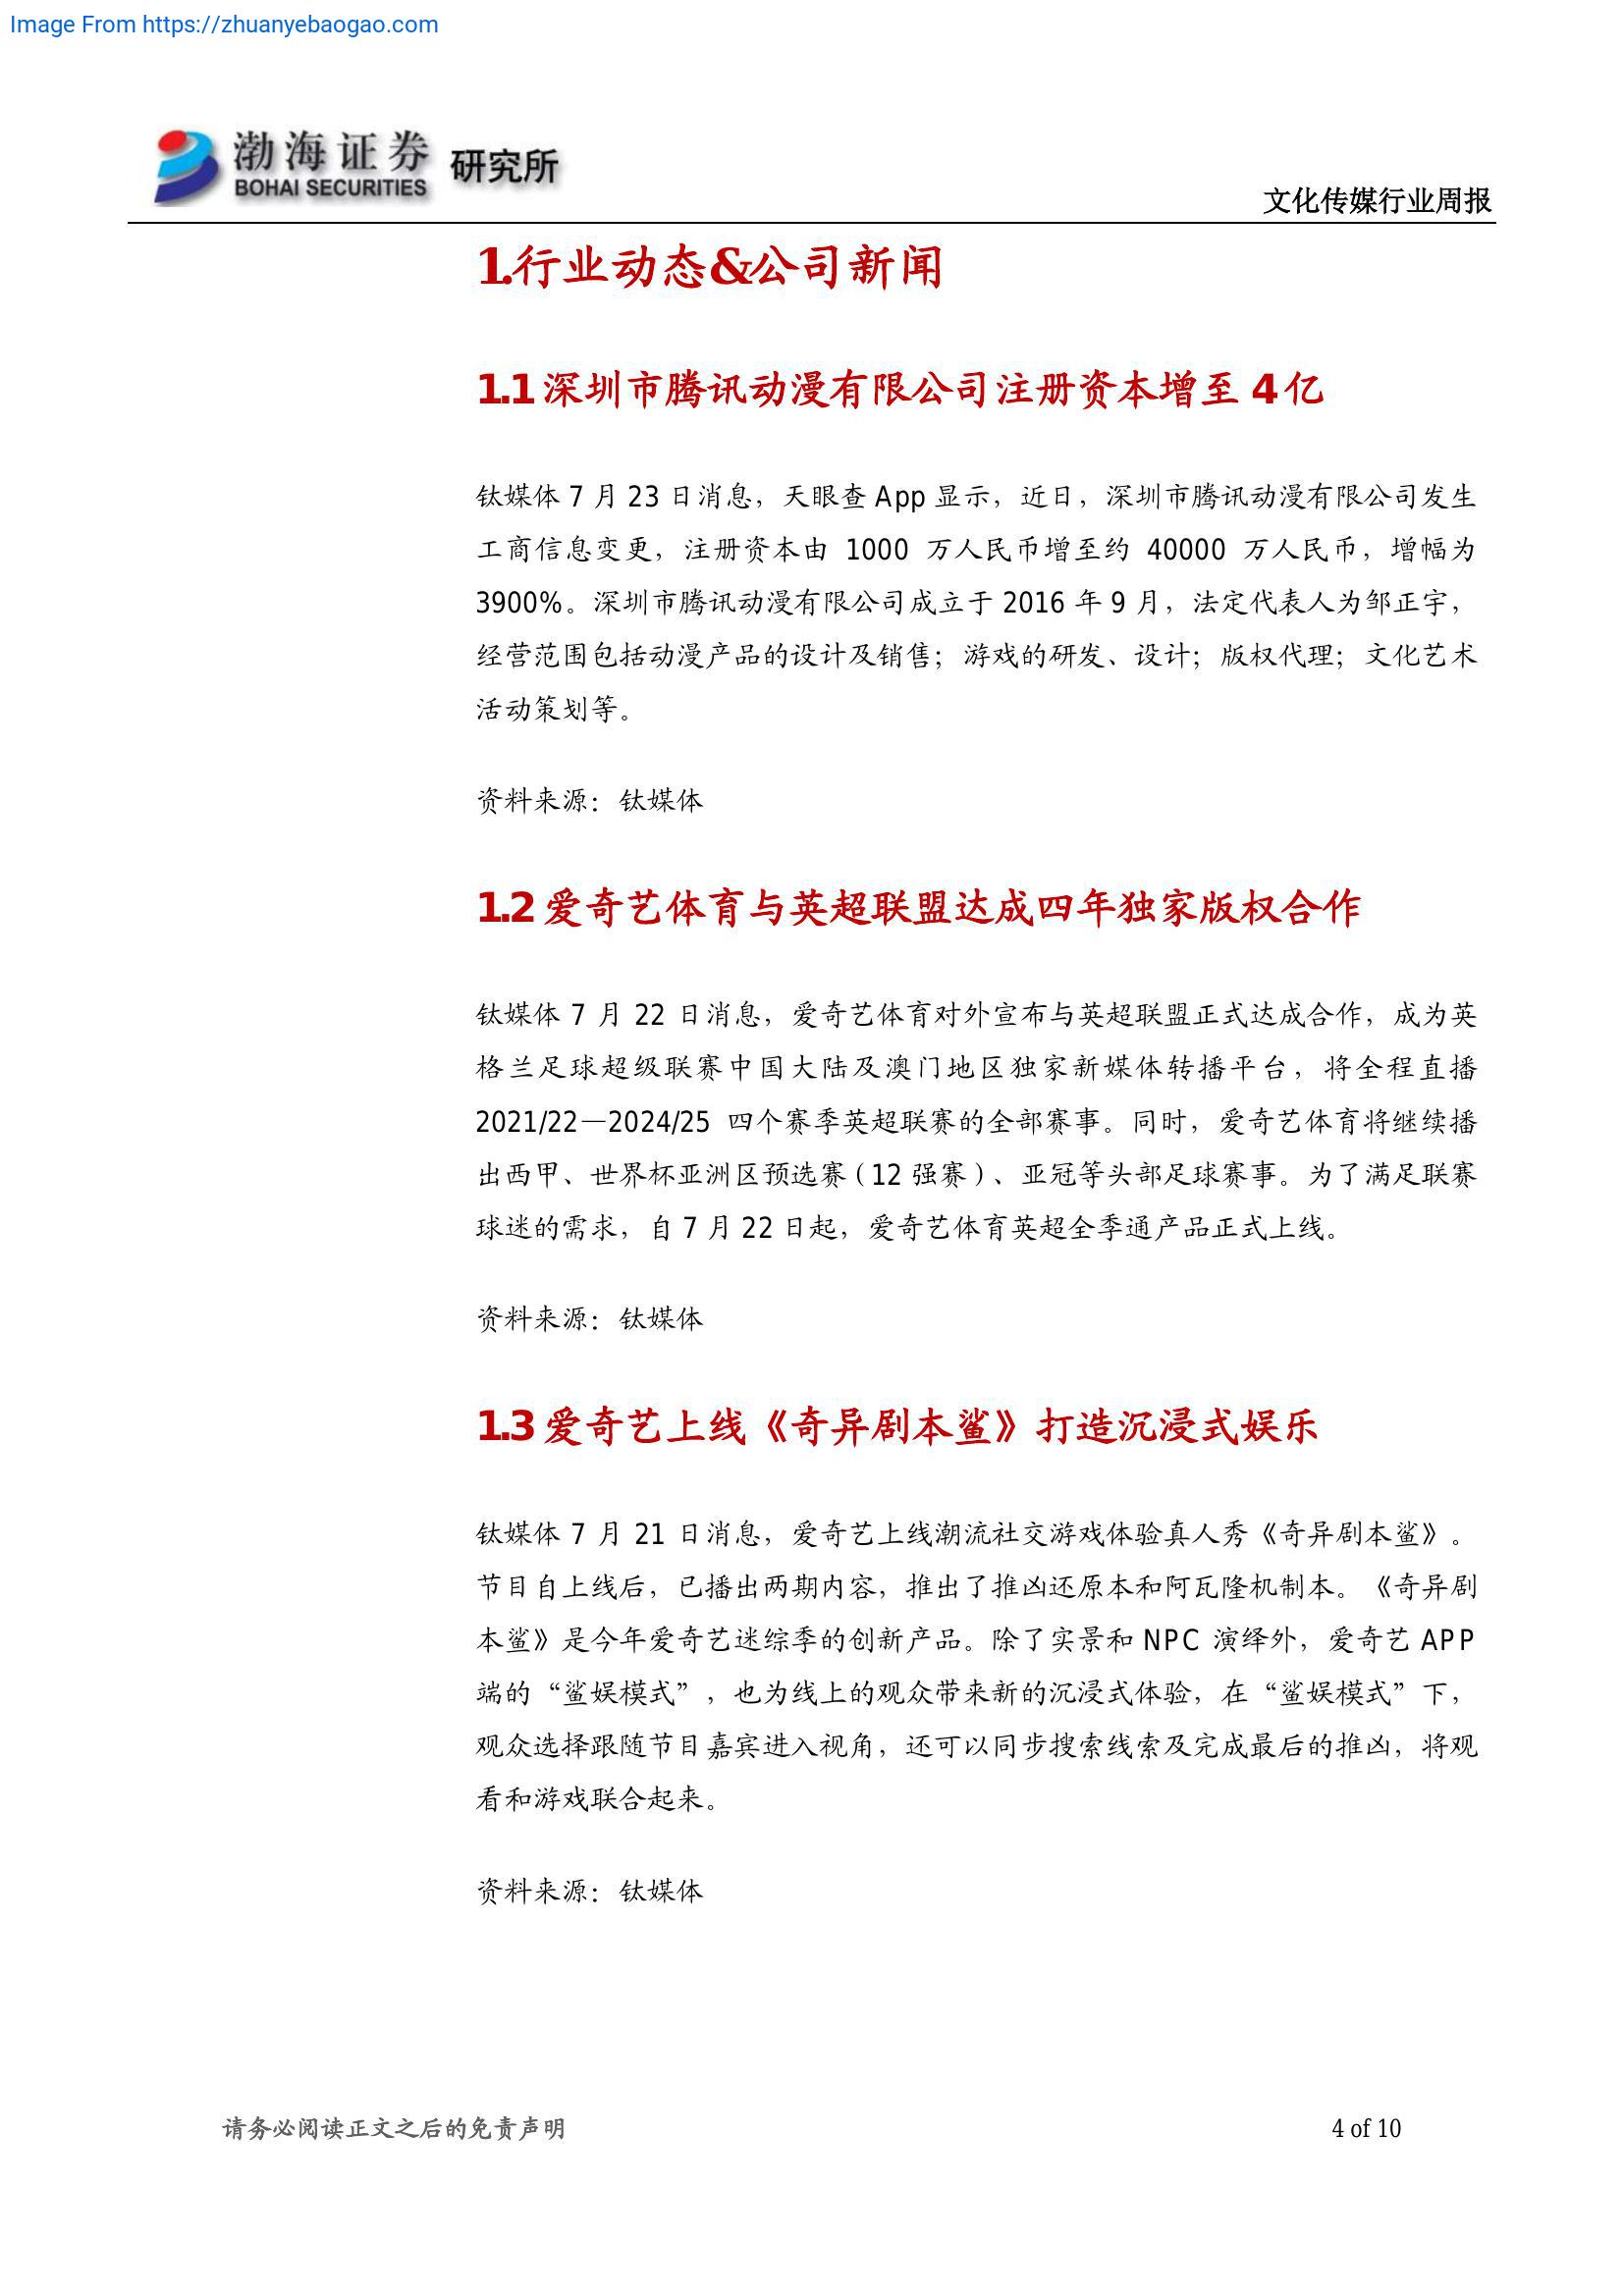 Image From https://zhuanyebaogao.com
渤海证券 研究所
BOHAI SECURITIES
文化传媒行业周报
1.行业动态&公司新闻
1.1 深圳市腾讯动漫有限公司注册资本增至 4 亿
钛媒体 7 月 23 日消息，天眼查 App 显示，近日，深圳市腾讯动漫有限公司发生
工商信息变更，注册资本由 1000 万人民币增至约 40000 万人民币，增幅为
3900%。深圳市腾讯动漫有限公司成立于 2016 年 9 月，法定代表人为邹正宇，
经营范围包括动漫产品的设计及销售；游戏的研发、设计；版权代理；文化艺术
活动策划等。
资料来源：钛媒体
1.2 爱奇艺体育与英超联盟达成四年独家版权合作
钛媒体 7 月 22 日消息，爱奇艺体育对外宣布与英超联盟正式达成合作，成为英
格兰足球超级联赛中国大陆及澳门地区独家新媒体转播平台，将全程直播
2021/22—2024/25 四个赛季英超联赛的全部赛事。同时，爱奇艺体育将继续播
出西甲、世界杯亚洲区预选赛（12 强赛）、亚冠等头部足球赛事。为了满足联赛
球迷的需求，自 7 月 22 日起，爱奇艺体育英超全季通产品正式上线。
资料来源：钛媒体
1.3 爱奇艺上线《奇异剧本鲨》打造沉浸式娱乐
钛媒体 7 月 21 日消息，爱奇艺上线潮流社交游戏体验真人秀《奇异剧本鲨》。
节目自上线后，已播出两期内容，推出了推凶还原本和阿瓦隆机制本。《奇异剧
本鲨》是今年爱奇艺迷综季的创新产品。除了实景和 NPC 演绎外，爱奇艺 APP
端的“鲨娱模式”，也为线上的观众带来新的沉浸式体验，在“鲨娱模式”下，
观众选择跟随节目嘉宾进入视角，还可以同步搜索线索及完成最后的推凶，将观
看和游戏联合起来。
资料来源：钛媒体
请务必阅读正文之后的免责声明
4 of 10